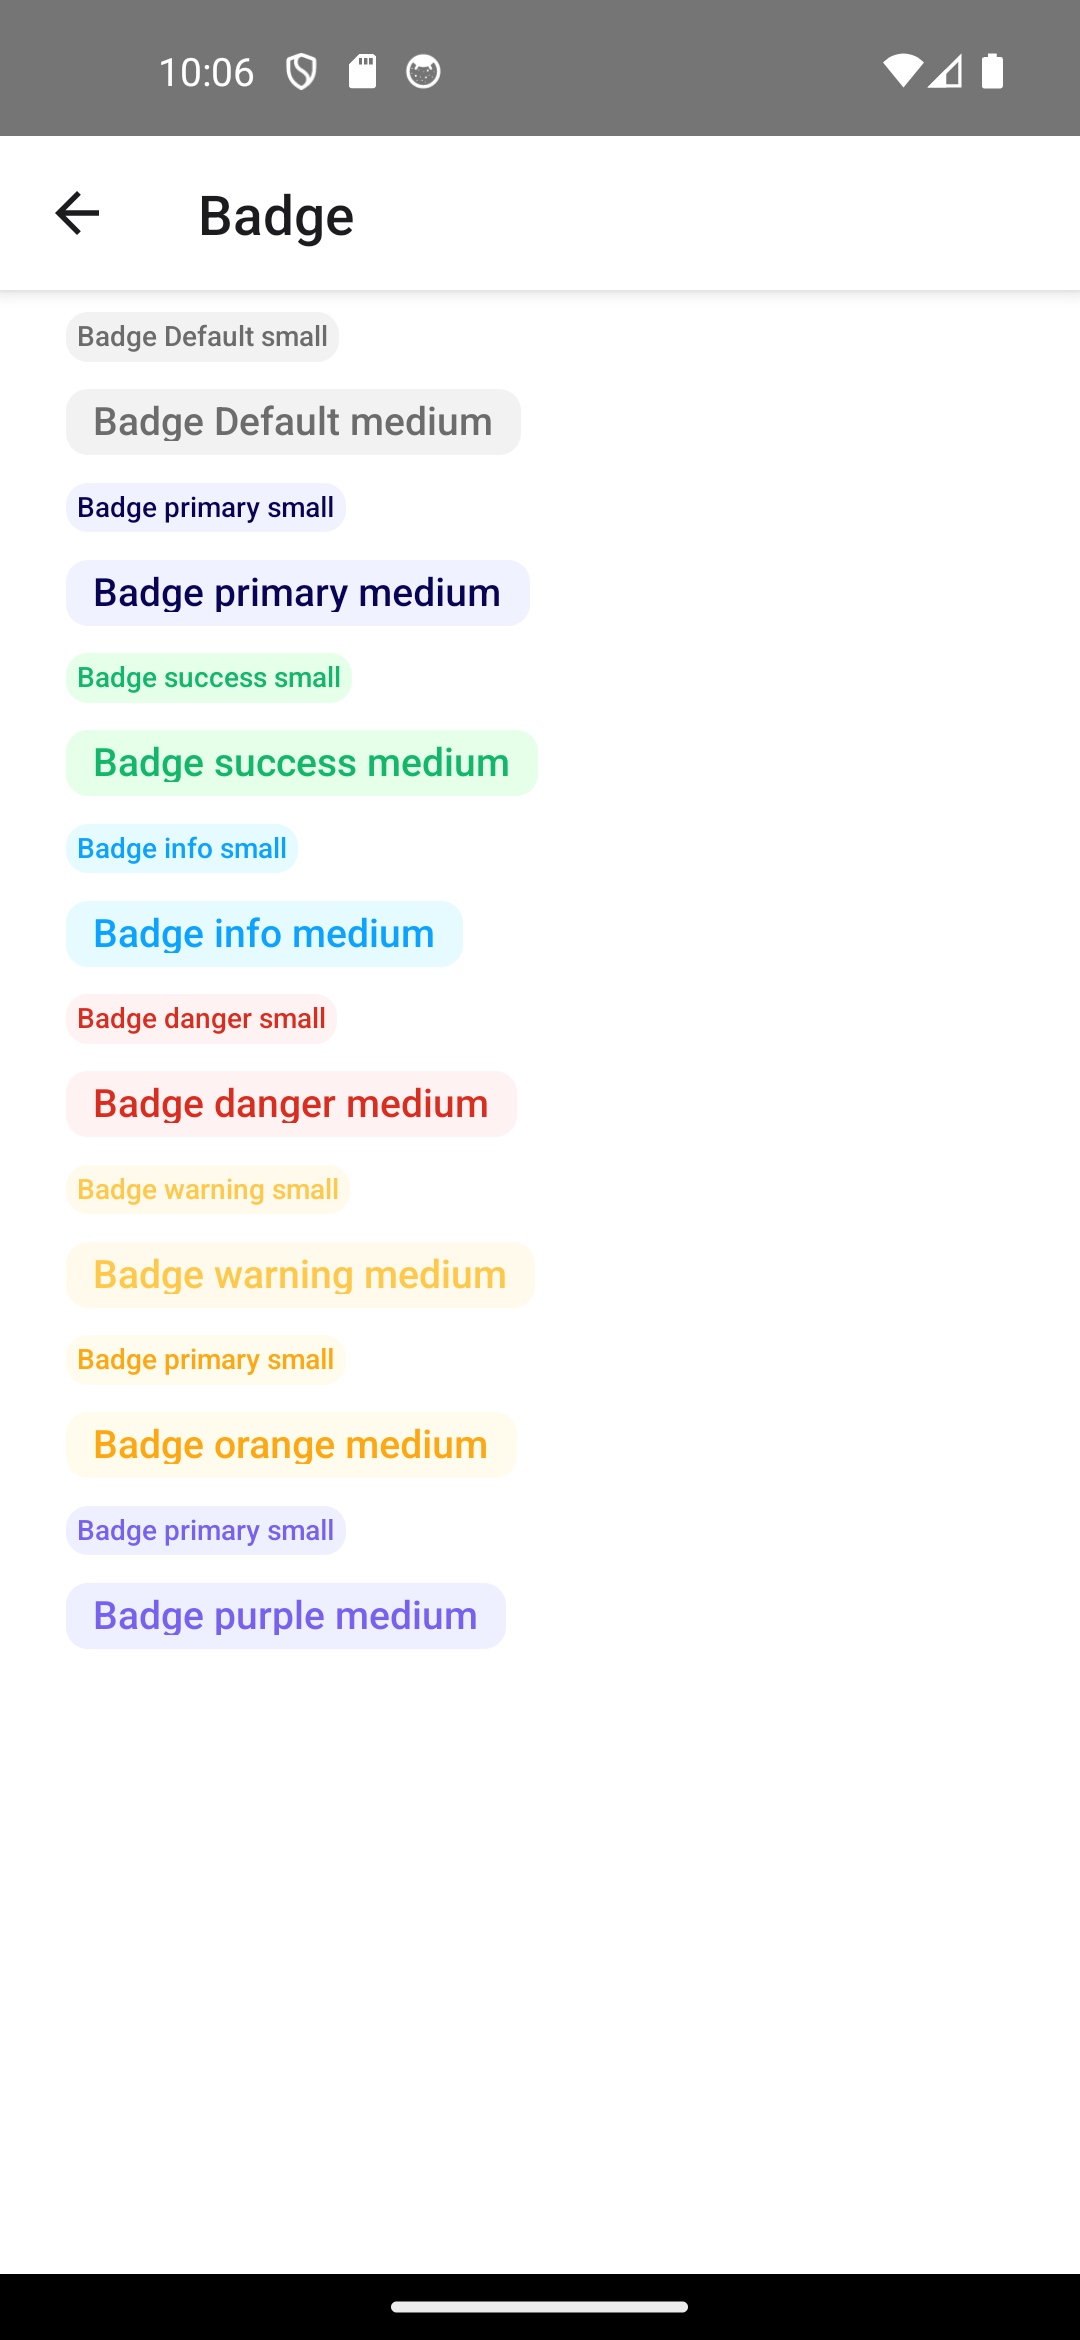 10:06
Badge
Badge Default small
Badge Default medium
Badge primary small
Badge primary medium
Badge success small
Badge success medium
Badge info small
Badge info medium
Badge danger small
Badge danger medium
Badge warning small
Badge warning medium
Badge primary small
Badge orange medium
Badge primary small
Badge purple medium